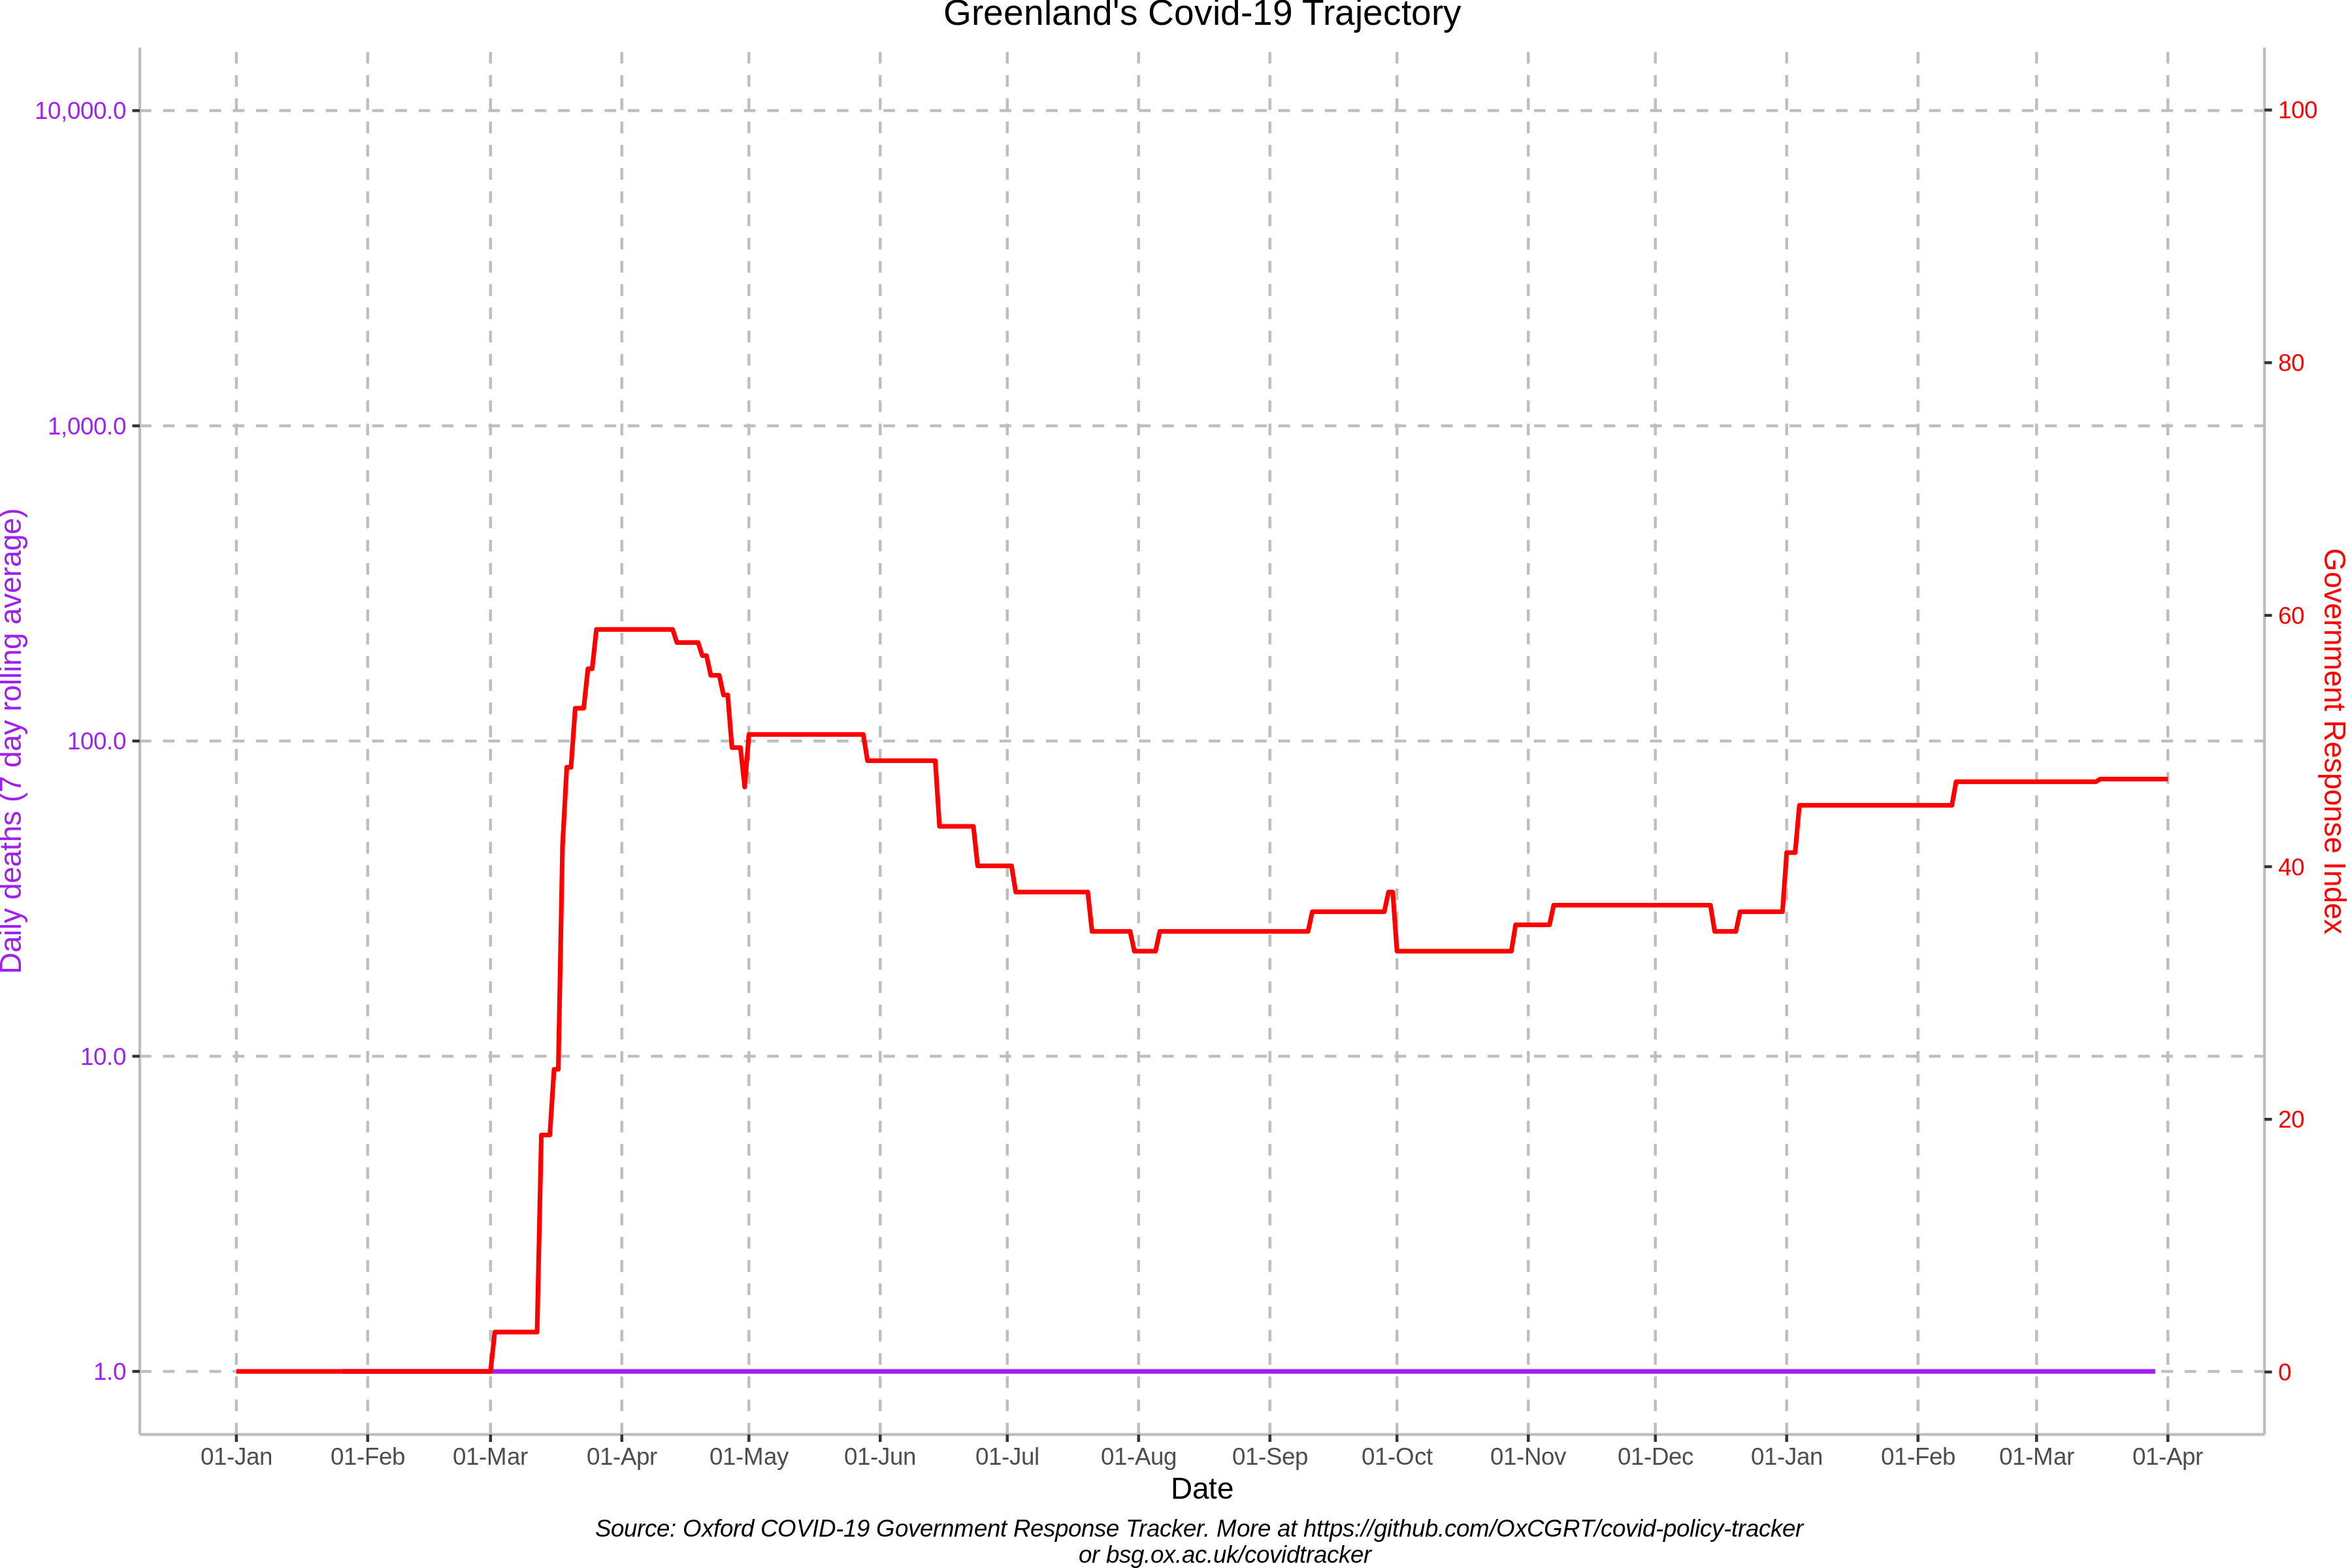 Greenland's Covid-19 Trajectory
10,000.0
1,000.0
100.0
10.0
1.0
Daily deaths (7 day rolling average)
100
80
60
40
20
0
Government Response Index
01-Jan 01-Feb 01-Mar 01-Apr 01-May 01-Jun 01-Jul 01-Aug 01-Sep 01-Oct 01-Nov 01-Dec 01-Jan 01-Feb 01-Mar 01-Apr
Date
Source: Oxford COVID-19 Government Response Tracker. More at https://github.com/OxCGRT/covid-policy-tracker
or bsg.ox.ac.uk/covidtracker